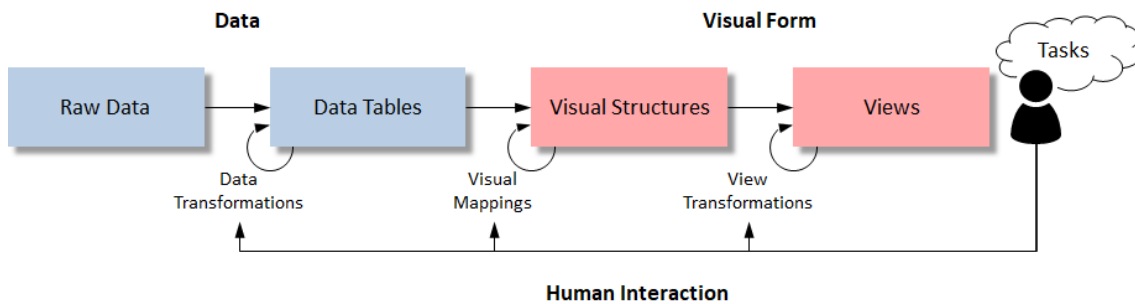 Data
Visual Form
Tasks
Raw Data
Data Tables
Visual Structures
Views
Data
Transformations
Visual
Mappings
View
Transformations
Human Interaction